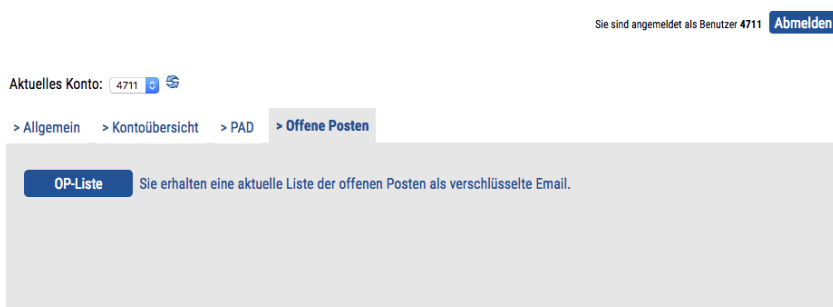 Sie sind angemeldet als Benutzer 4711 Abmelden
Aktuelles Konto: 4711
> Allgemein > Kontoübersicht > PAD > Offene Posten
OP-Liste Sie erhalten eine aktuelle Liste der offenen Posten als verschlüsselte Email.